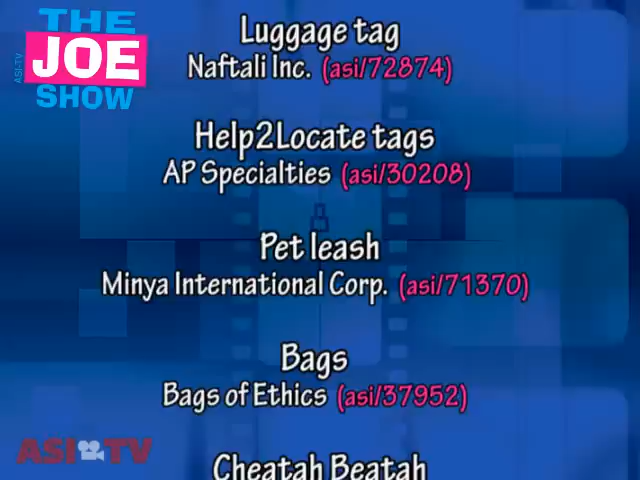 THE
JOE
SHOW
ASI-TV
Luggage tag
Naftali Inc. (asi/72874)
Help2Locate tags
AP Specialties (asi/30208)
Pet leash
Minya International Corp. (asi/71370)
Bags
Bags of Ethics (asi/37952)
Cheatah Beatah
ASI TV